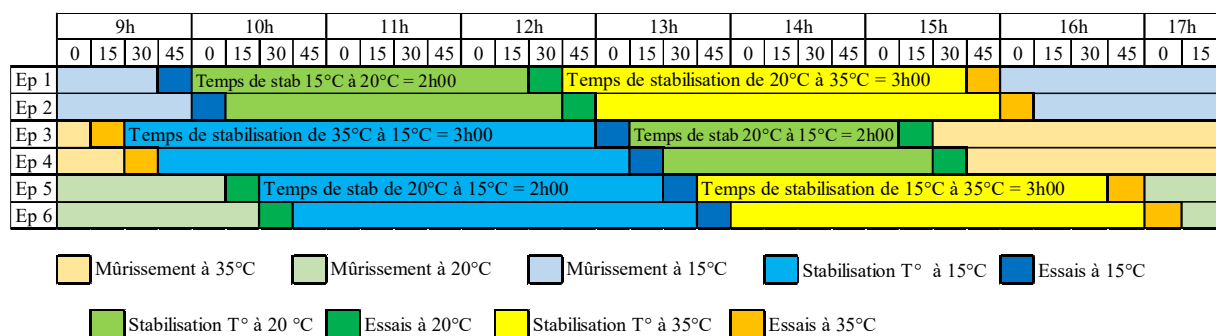 9h 10h 11h 12h 13h 14h 15h 16h 17h
0 15 30 45 0 15 30 45 0 15 30 45 0 15 30 45 0 15 30 45 0 15 30 45 0 15 30 45 0 15 30 45 0 15
Ep 1 Temps de stab 15°C à 20°C = 2h00 Temps de stabilisation de 20°C à 35°C = 3h00
Ep 2
Ep 3 Temps de stabilisation de 35°C à 15°C = 3h00 Temps de stab 20°C à 15°C = 2h00
Ep 4
Ep 5 Temps de stab de 20°C à 15°C = 2h00 Temps de stabilisation de 15°C à 35°C = 3h00
Ep 6
Mûrissement à 35°C Mûrissement à 20°C Mûrissement à 15°C Stabilisation T° à 15°C Essais à 15°C
Stabilisation T° à 20 °C Essais à 20°C Stabilisation T° à 35°C Essais à 35°C